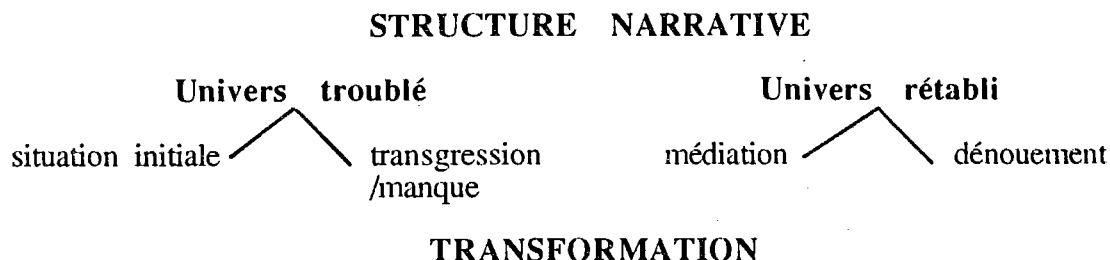 STRUCTURE NARRATIVE
Univers troublé
Univers rétabli
situation initiale
transgression
/manque
médiation
dénouement
TRANSFORMATION